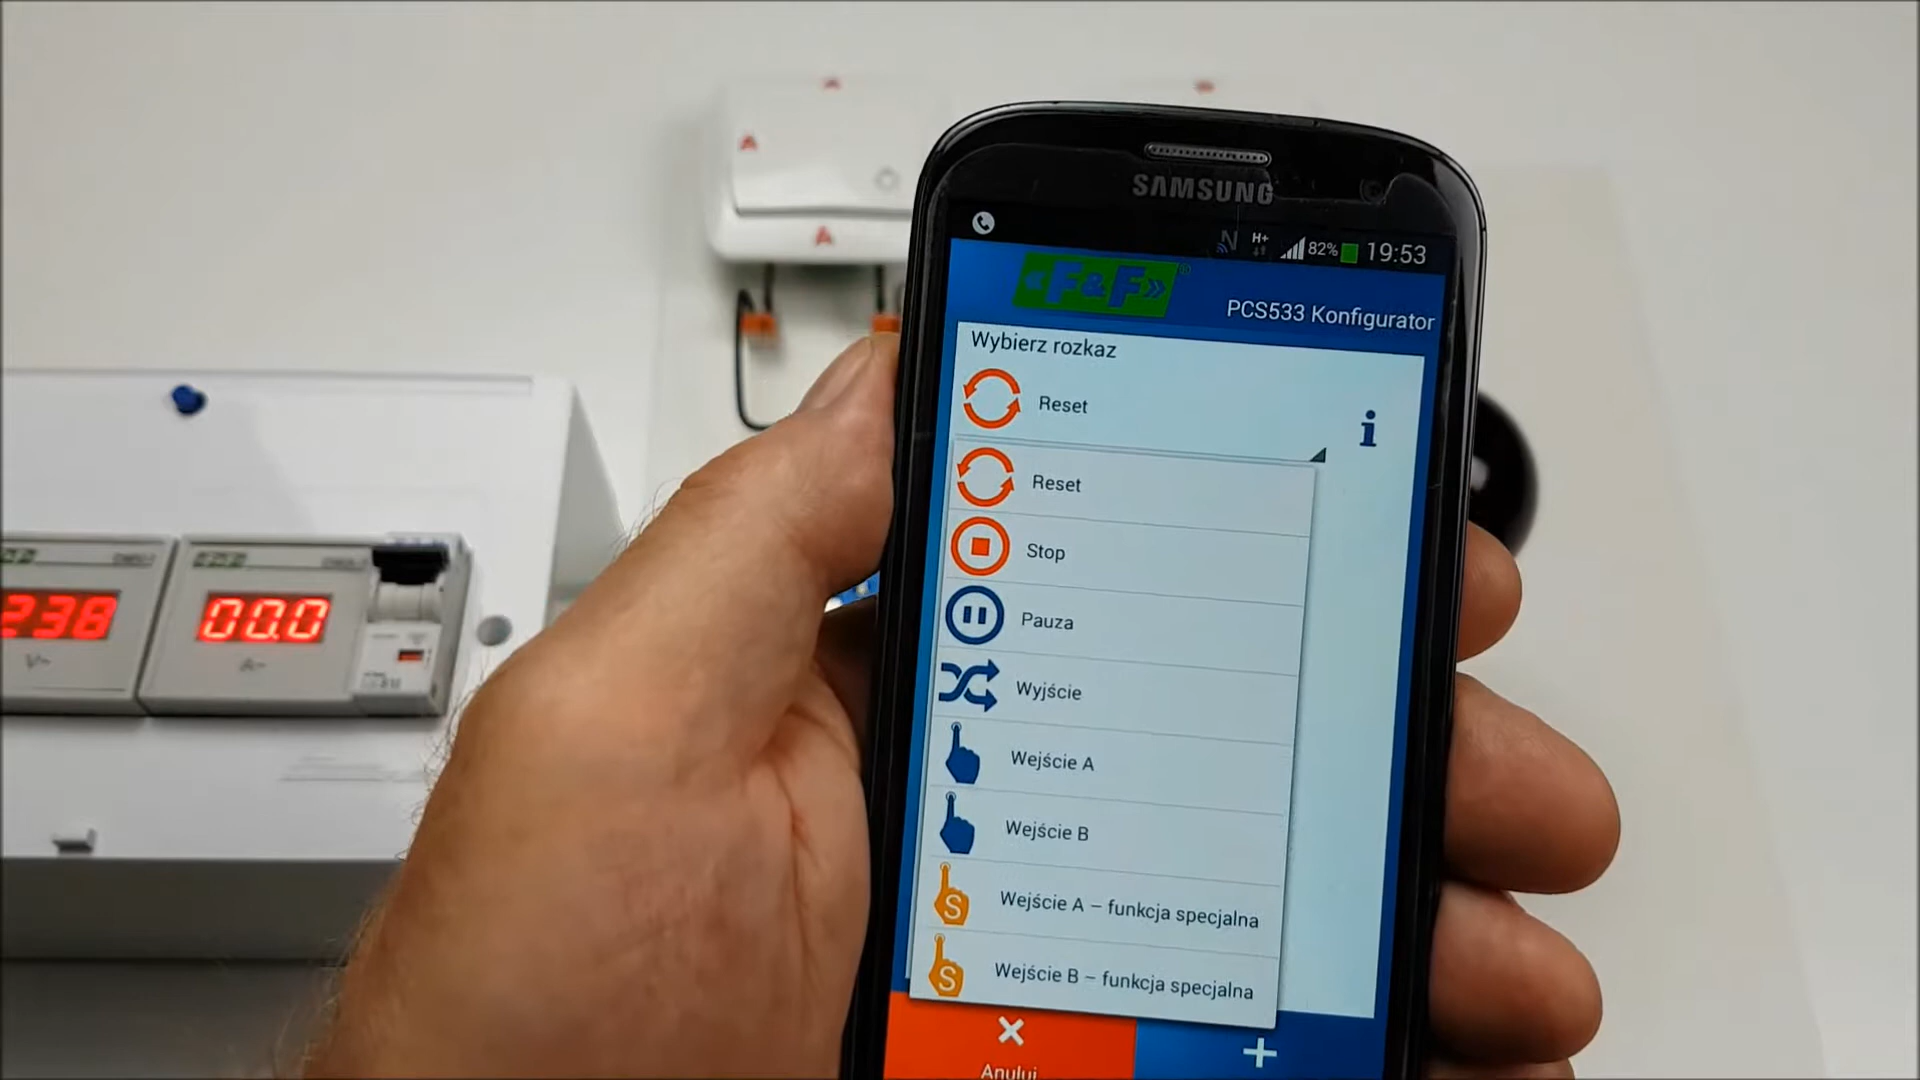 A
A
A
SAMSUNG
H+ 82% 19:53
«F&F»®
PCS533 Konfigurator
Wybierz rozkaz
Reset
Reset
Stop
Pauza
Wyjście
Wejście A
Wejście B
S Wejście A – funkcja specjalna
S Wejście B – funkcja specjalna
Anuluj
238
00.0
V~
A~